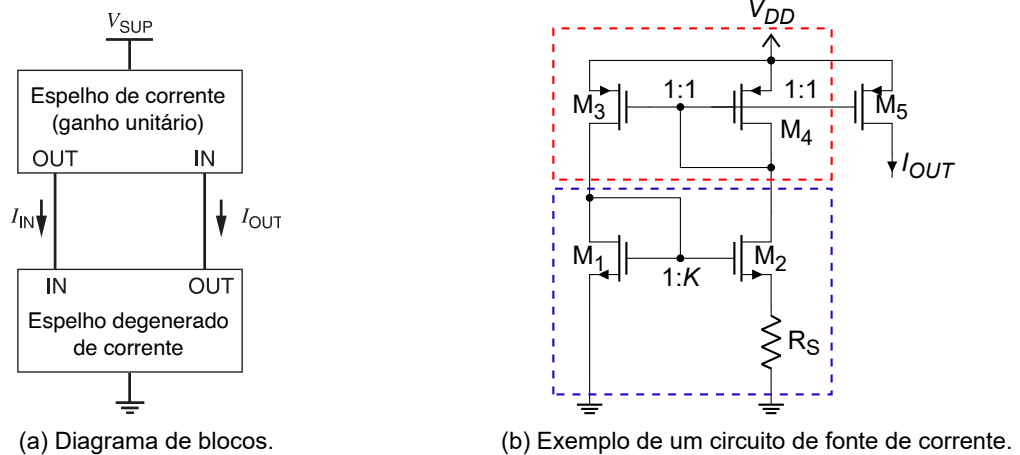 V_SUP
Espelho de corrente
(ganho unitário)
OUT IN
I_IN I_OUT
IN OUT
Espelho degenerado
de corrente
(a) Diagrama de blocos.
V_DD
1:1 1:1
M_3 M_4 M_5
I_OUT
M_1 M_2
1:K
R_S
(b) Exemplo de um circuito de fonte de corrente.